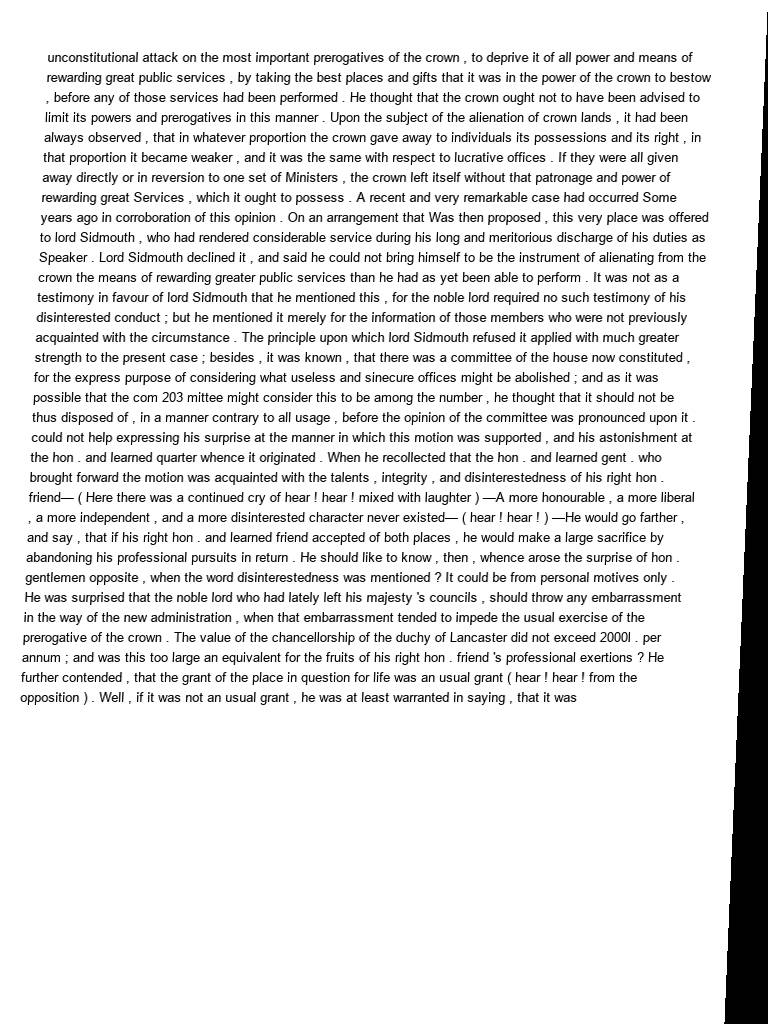 unconstitutional attack on the most important prerogatives of the crown , to deprive it of all power and means of
rewarding great public services , by taking the best places and gifts that it was in the power of the crown to bestow
, before any of those services had been performed . He thought that the crown ought not to have been advised to
limit its powers and prerogatives in this manner . Upon the subject of the alienation of crown lands , it had been
always observed , that in whatever proportion the crown gave away to individuals its possessions and its right , in
that proportion it became weaker , and it was the same with respect to lucrative offices . If they were all given
away directly or in reversion to one set of Ministers , the crown left itself without that patronage and power of
rewarding great Services , which it ought to possess . A recent and very remarkable case had occurred Some
years ago in corroboration of this opinion . On an arrangement that Was then proposed , this very place was offered
to lord Sidmouth , who had rendered considerable service during his long and meritorious discharge of his duties as
Speaker . Lord Sidmouth declined it , and said he could not bring himself to be the instrument of alienating from the
crown the means of rewarding greater public services than he had as yet been able to perform . It was not as a
testimony in favour of lord Sidmouth that he mentioned this , for the noble lord required no such testimony of his
disinterested conduct ; but he mentioned it merely for the information of those members who were not previously
acquainted with the circumstance . The principle upon which lord Sidmouth refused it applied with much greater
strength to the present case ; besides , it was known , that there was a committee of the house now constituted ,
for the express purpose of considering what useless and sinecure offices might be abolished ; and as it was
possible that the com 203 mittee might consider this to be among the number , he thought that it should not be
thus disposed of , in a manner contrary to all usage , before the opinion of the committee was pronounced upon it .
could not help expressing his surprise at the manner in which this motion was supported , and his astonishment at
the hon . and learned quarter whence it originated . When he recollected that the hon . and learned gent . who
brought forward the motion was acquainted with the talents , integrity , and disinterestedness of his right hon .
friend— ( Here there was a continued cry of hear ! hear ! mixed with laughter ) —A more honourable , a more liberal
, a more independent , and a more disinterested character never existed— ( hear ! hear ! ) —He would go farther ,
and say , that if his right hon . and learned friend accepted of both places , he would make a large sacrifice by
abandoning his professional pursuits in return . He should like to know , then , whence arose the surprise of hon .
gentlemen opposite , when the word disinterestedness was mentioned ? It could be from personal motives only .
He was surprised that the noble lord who had lately left his majesty 's councils , should throw any embarrassment
in the way of the new administration , when that embarrassment tended to impede the usual exercise of the
prerogative of the crown . The value of the chancellorship of the duchy of Lancaster did not exceed 2000l . per
annum ; and was this too large an equivalent for the fruits of his right hon . friend 's professional exertions ? He
further contended , that the grant of the place in question for life was an usual grant ( hear ! hear ! from the
opposition ) . Well , if it was not an usual grant , he was at least warranted in saying , that it was